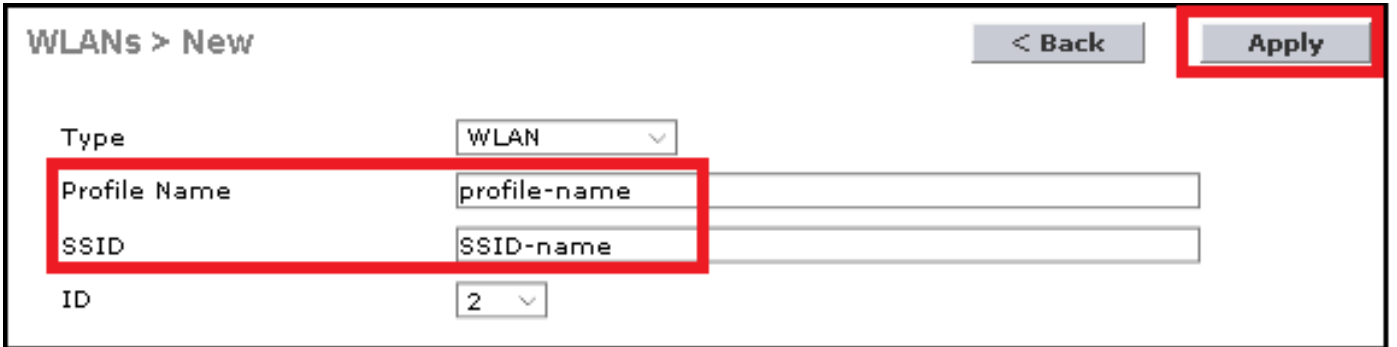 WLANs > New < Back Apply
Type WLAN
Profile Name profile-name
SSID SSID-name
ID 2